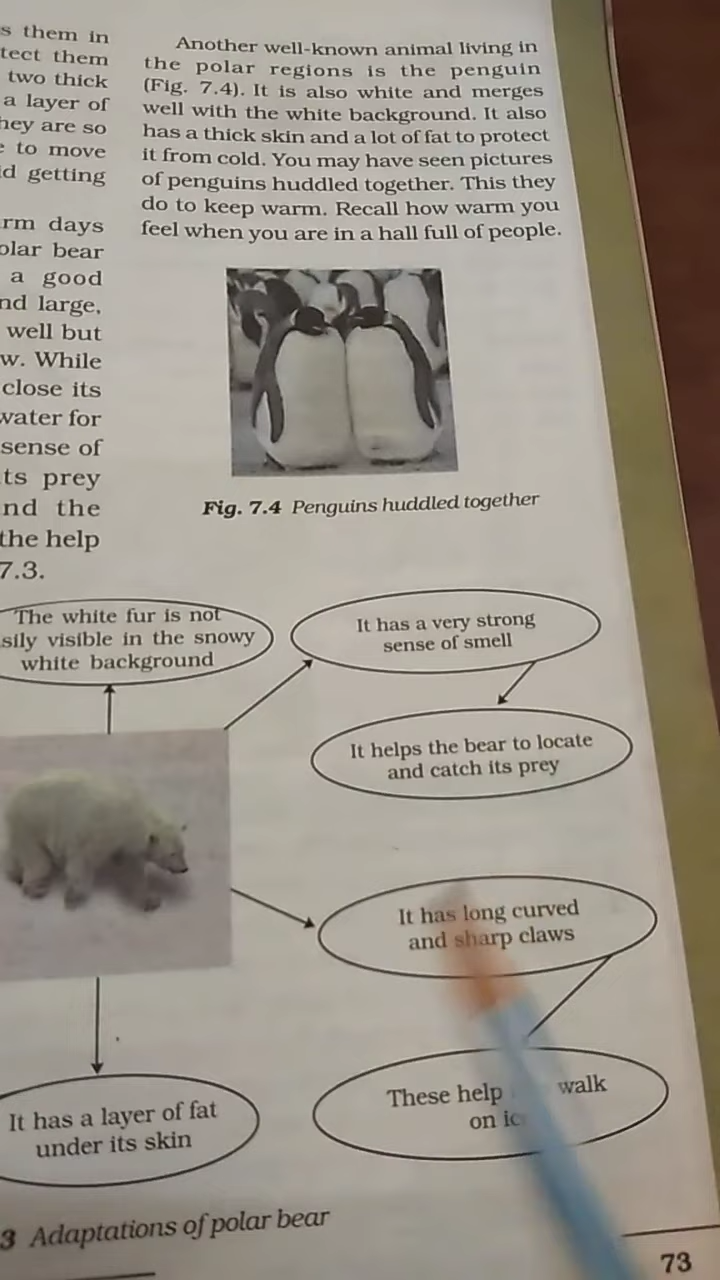 s them in
tect them
two thick
a layer of
hey are so
to move
d getting
rm days
olar bear
a good
nd large,
well but
w. While
close its
water for
sense of
ts prey
nd the
the help
7.3.
Another well-known animal living in
the polar regions is the penguin
(Fig. 7.4). It is also white and merges
well with the white background. It also
has a thick skin and a lot of fat to protect
it from cold. You may have seen pictures
of penguins huddled together. This they
do to keep warm. Recall how warm you
feel when you are in a hall full of people.
Fig. 7.4 Penguins huddled together
The white fur is not
sily visible in the snowy
white background
It has a very strong
sense of smell
It helps the bear to locate
and catch its prey
It has long curved
and sharp claws
These help walk
on
It has a layer of fat
under its skin
3 Adaptations of polar bear
73